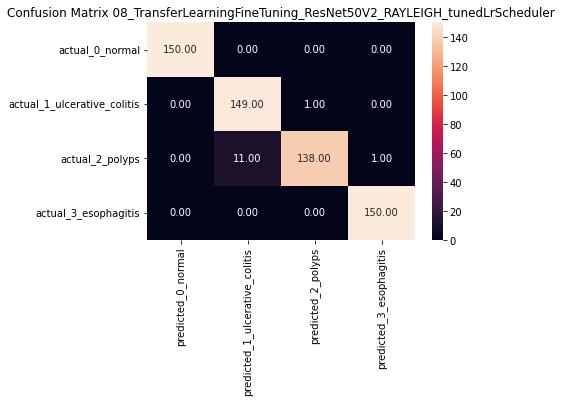 Confusion Matrix 08_TransferLearningFineTuning_ResNet50V2_RAYLEIGH_tunedLrScheduler
actual_0_normal 150.00 0.00 0.00 0.00
actual_1_ulcerative_colitis 0.00 149.00 1.00 0.00
actual_2_polyps 0.00 11.00 138.00 1.00
actual_3_esophagitis 0.00 0.00 0.00 150.00
140
120
100
80
60
40
20
0
predicted_0_normal
predicted_1_ulcerative_colitis
predicted_2_polyps
predicted_3_esophagitis